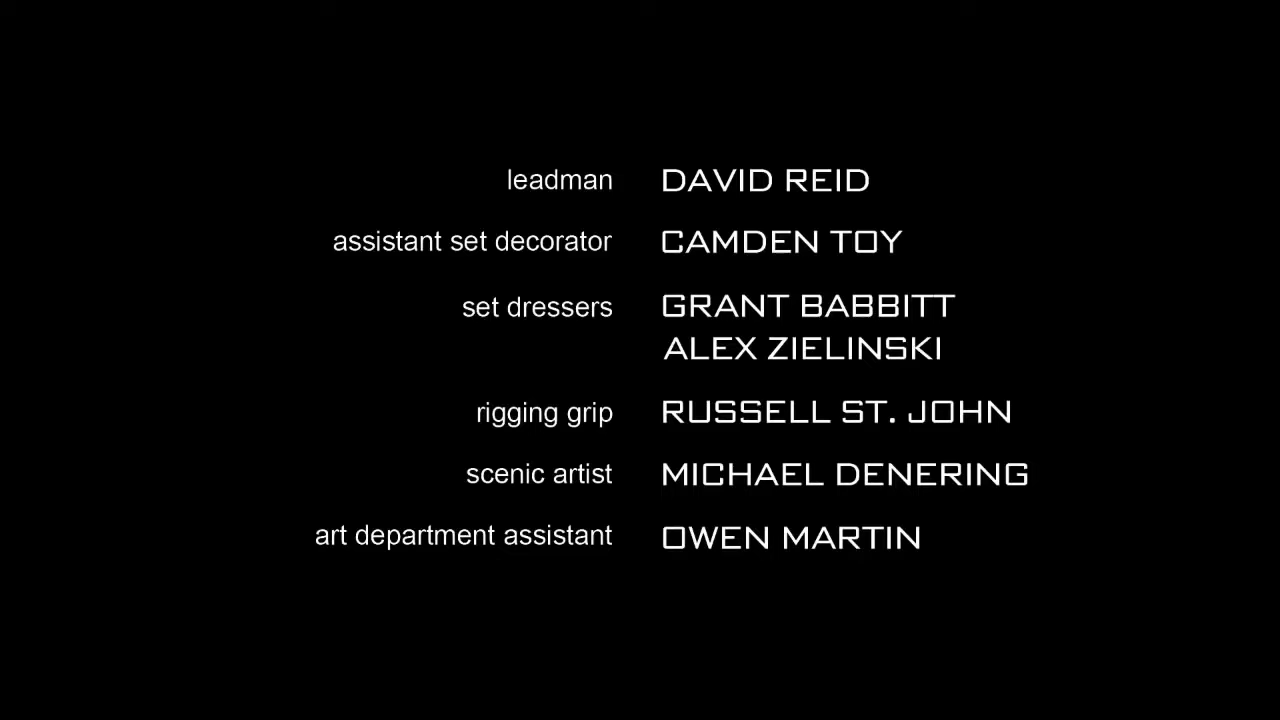 leadman DAVID REID
assistant set decorator CAMDEN TOY
set dressers GRANT BABBITT
ALEX ZIELINSKI
rigging grip RUSSELL ST. JOHN
scenic artist MICHAEL DENERING
art department assistant OWEN MARTIN